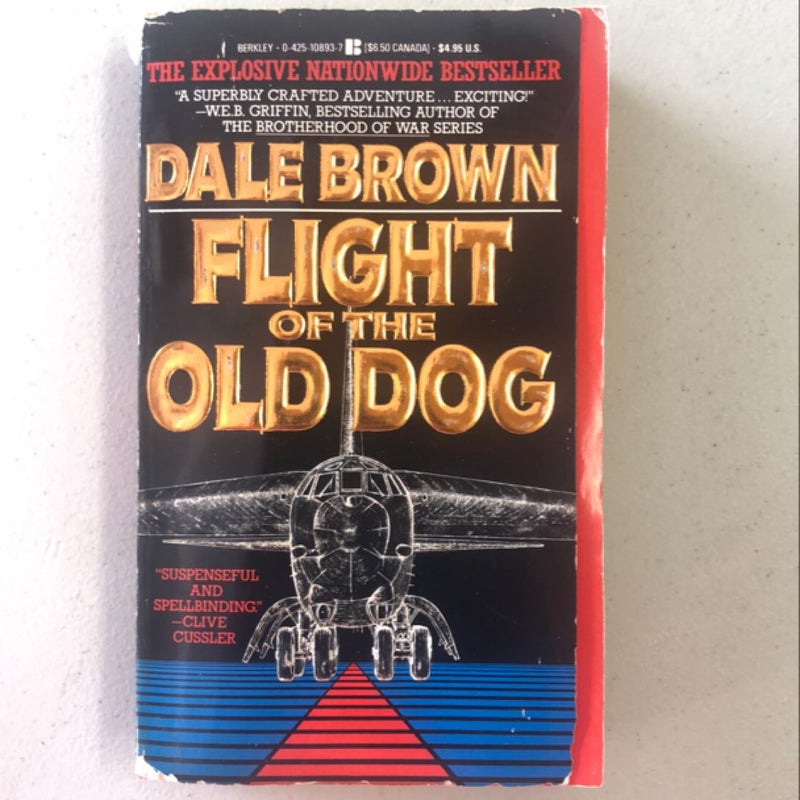 BERKLEY · 0-425-10893-7 B [$6.50 CANADA] · $4.95 U.S.
THE EXPLOSIVE NATIONWIDE BESTSELLER
"A SUPERBLY CRAFTED ADVENTURE...EXCITING!"
—W.E.B. GRIFFIN, BESTSELLING AUTHOR OF
THE BROTHERHOOD OF WAR SERIES
DALE BROWN
FLIGHT
OF THE
OLD DOG
"SUSPENSEFUL
AND
SPELLBINDING."
—CLIVE
CUSSLER